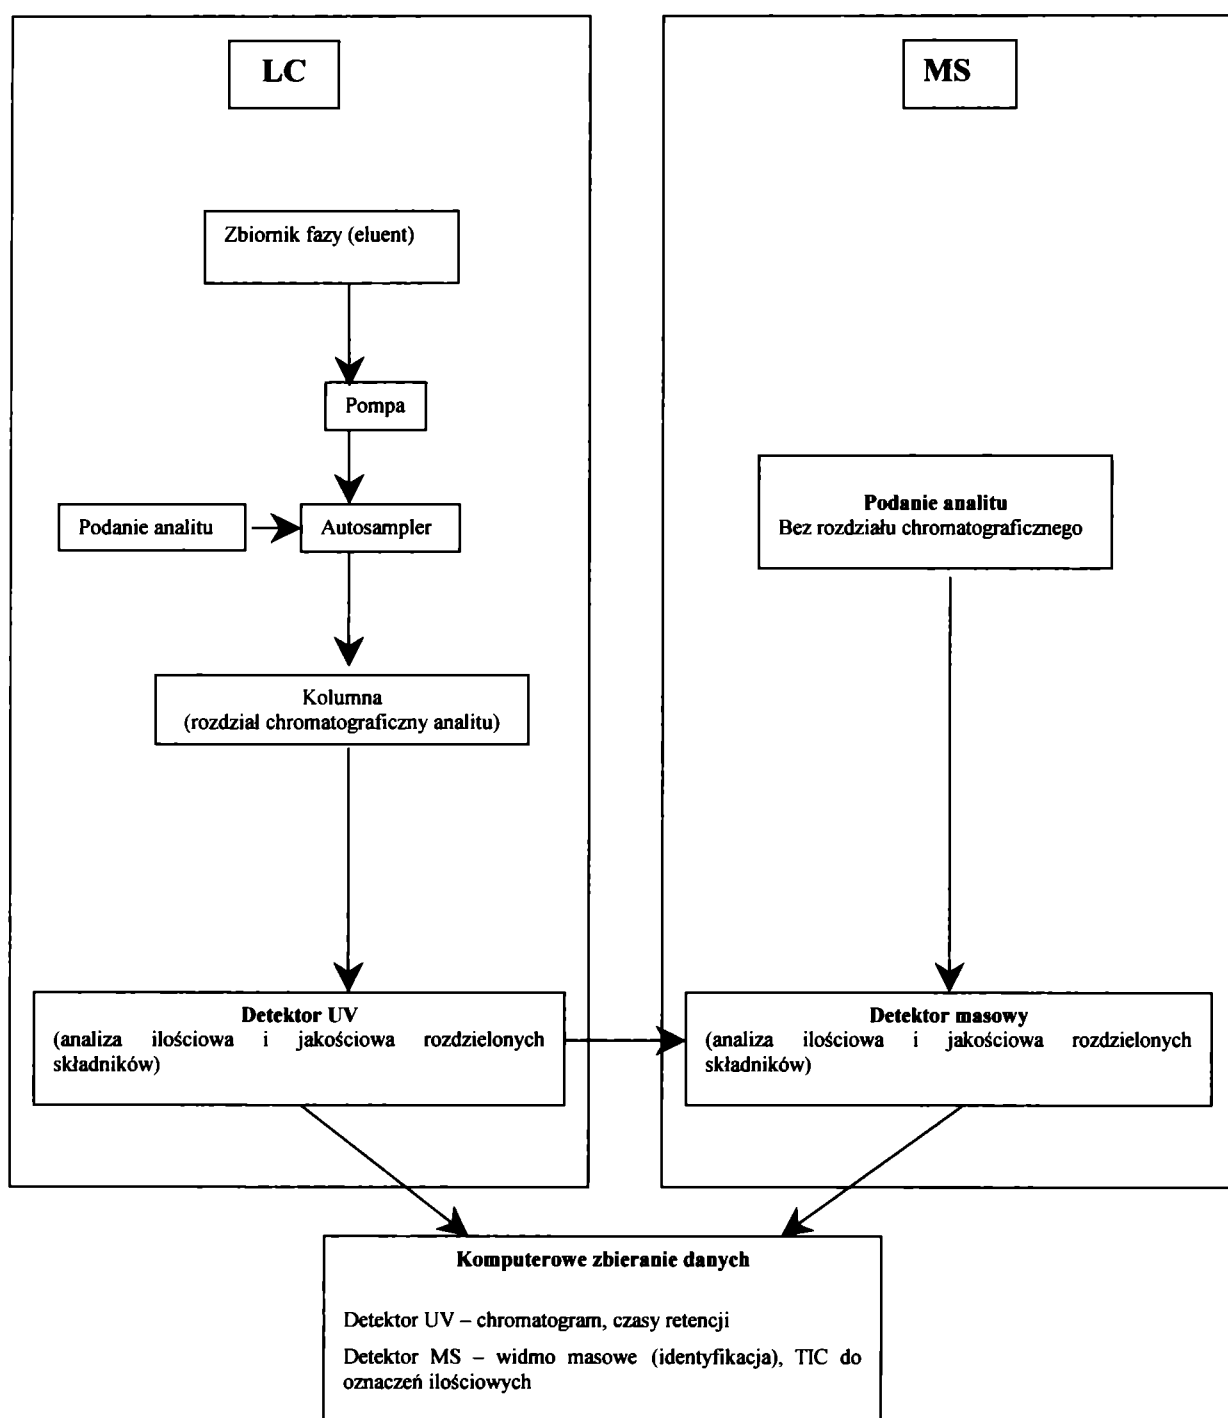 LC
Zbiornik fazy (eluent)
Pompa
Podanie analitu
Autosampler
Kolumna
(rozdział chromatograficzny analitu)
Detektor UV
(analiza ilościowa i jakościowa rozdzielonych
składników)
MS
Podanie analitu
Bez rozdziału chromatograficznego
Detektor masowy
(analiza ilościowa i jakościowa rozdzielonych
składników)
Komputerowe zbieranie danych
Detektor UV – chromatogram, czasy retencji
Detektor MS – widmo masowe (identyfikacja), TIC do
oznaczeń ilościowych